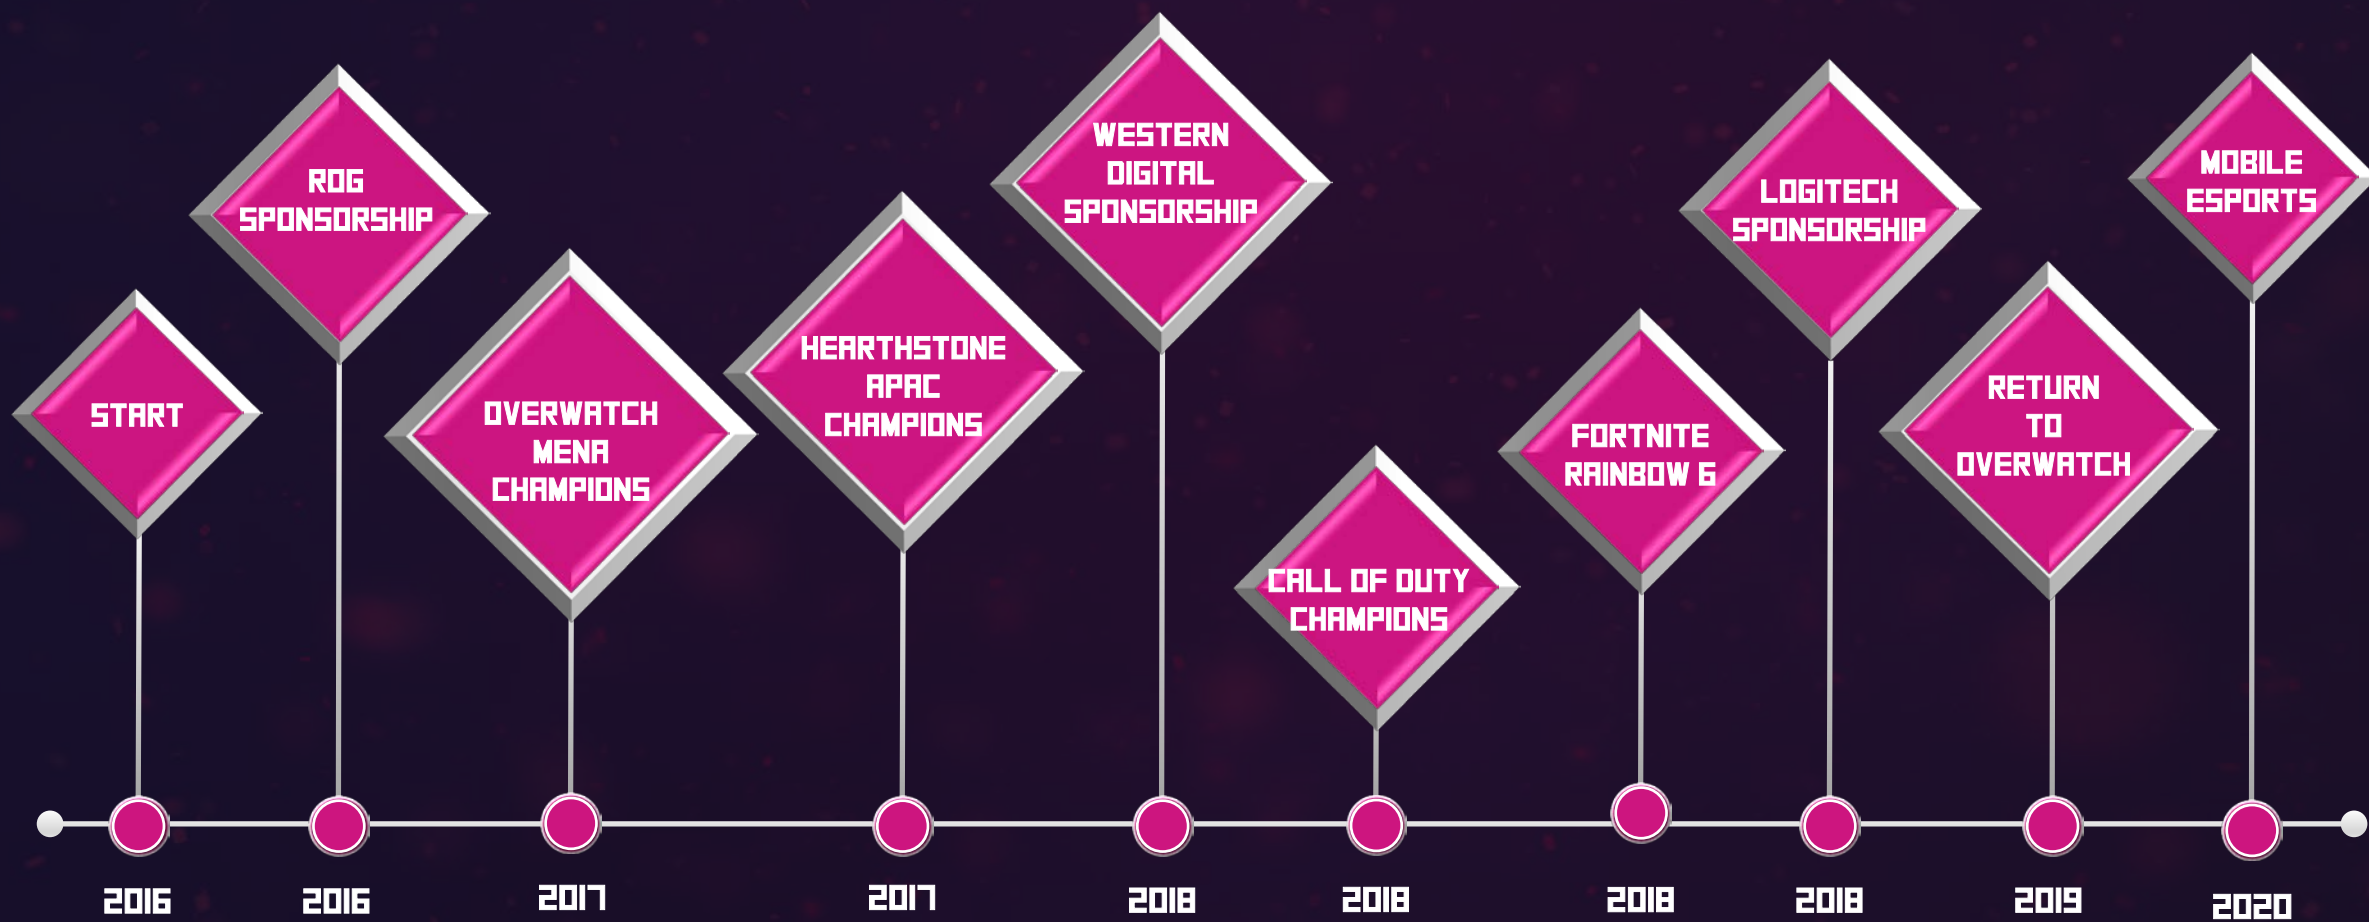 START
ROG
SPONSORSHIP
OVERWATCH
MENA
CHAMPIONS
HEARTHSTONE
APAC
CHAMPIONS
WESTERN
DIGITAL
SPONSORSHIP
CALL OF DUTY
CHAMPIONS
FORTNITE
RAINBOW 6
LOGITECH
SPONSORSHIP
RETURN
TO
OVERWATCH
MOBILE
ESPORTS
2016
2016
2017
2017
2018
2018
2018
2018
2019
2020